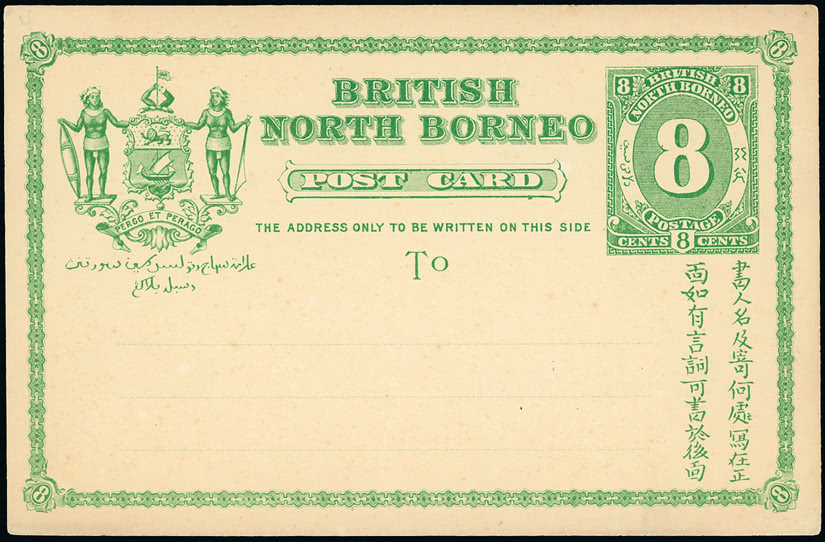 8
8
BRITISH
NORTH BORNEO
POST CARD
THE ADDRESS ONLY TO BE WRITTEN ON THIS SIDE
TO
PERGO ET PERAGO
8 BRITISH 8
NORTH BORNEO
8
POSTAGE
CENTS 8 CENTS
書人名及寄何處寫在正
面如有言詞可書於後面
8
8